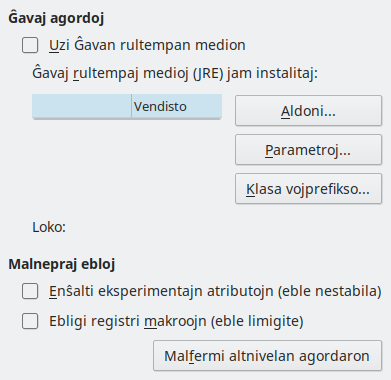 Ĝavaj agordoj
Uzi Ĝavan rultempan medion
Ĝavaj rultempaj medioj (JRE) jam instalitaj:
Vendisto
Aldoni...
Parametroj...
Klasa vojprefikso...
Loko:
Malnepraj ebloj
Enŝalti eksperimentajn atributojn (eble nestabila)
Ebligi registri makroojn (eble limigite)
Malfermi altnivelan agordaron